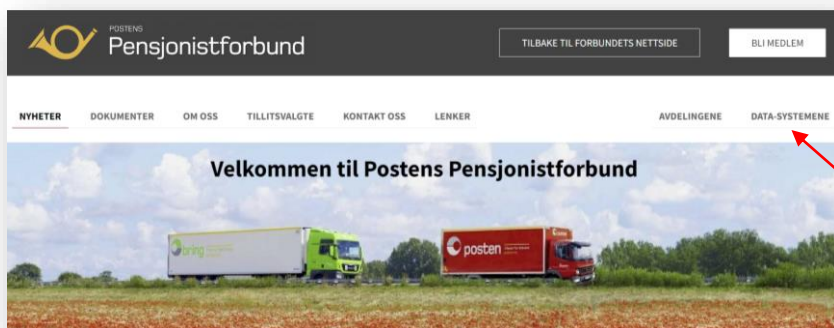 POSTENS
Pensjonistforbund
TILBAKE TIL FORBUNDETS NETTSIDE
BLI MEDLEM
NYHETER DOKUMENTER OM OSS TILLITSVALGTE KONTAKT OSS LENKER AVDELINGENE DATA-SYSTEMENE
Velkommen til Postens Pensjonistforbund
bring
posten